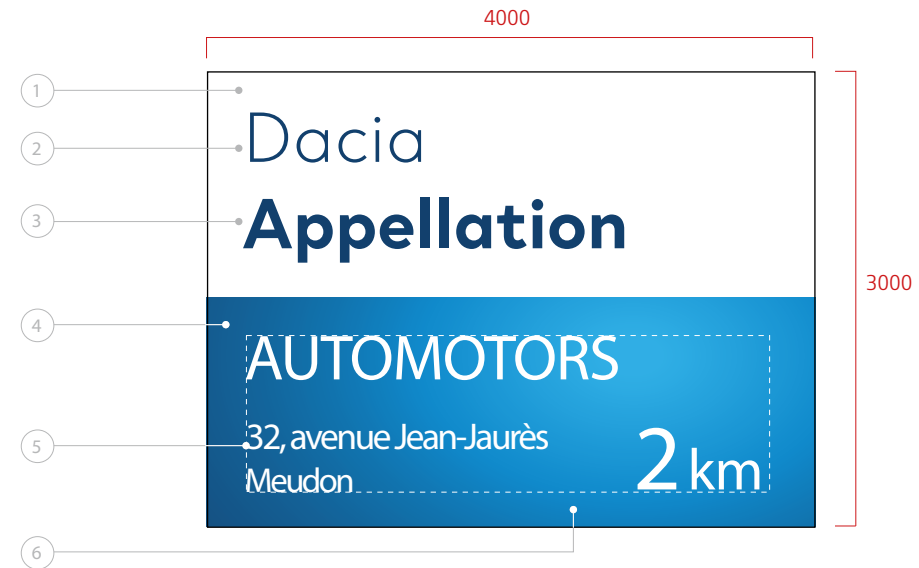 4000
1
Dacia
2
Appellation
3
3000
4
AUTOMOTORS
32, avenue Jean-Jaurès
5
Meudon
2 km
6